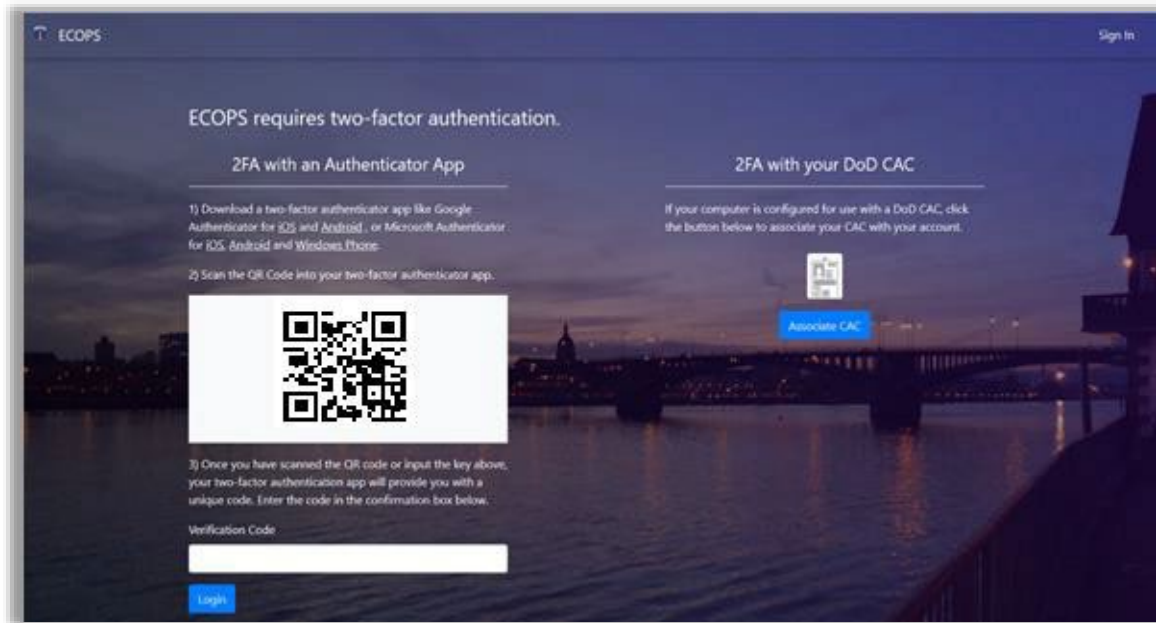 ECOPS
Sign In
ECOPS requires two-factor authentication.
2FA with an Authenticator App
1) Download a two-factor authenticator app like Google
Authenticator for iOS and Android , or Microsoft Authenticator
for iOS, Android and Windows Phone.
2) Scan the QR Code into your two-factor authenticator app.
3) Once you have scanned the QR code or input the key above,
your two-factor authentication app will provide you with a
unique code. Enter the code in the confirmation box below.
Verification Code
Login
2FA with your DoD CAC
If your computer is configured for use with a DoD CAC, click
the button below to associate your CAC with your account.
Associate CAC